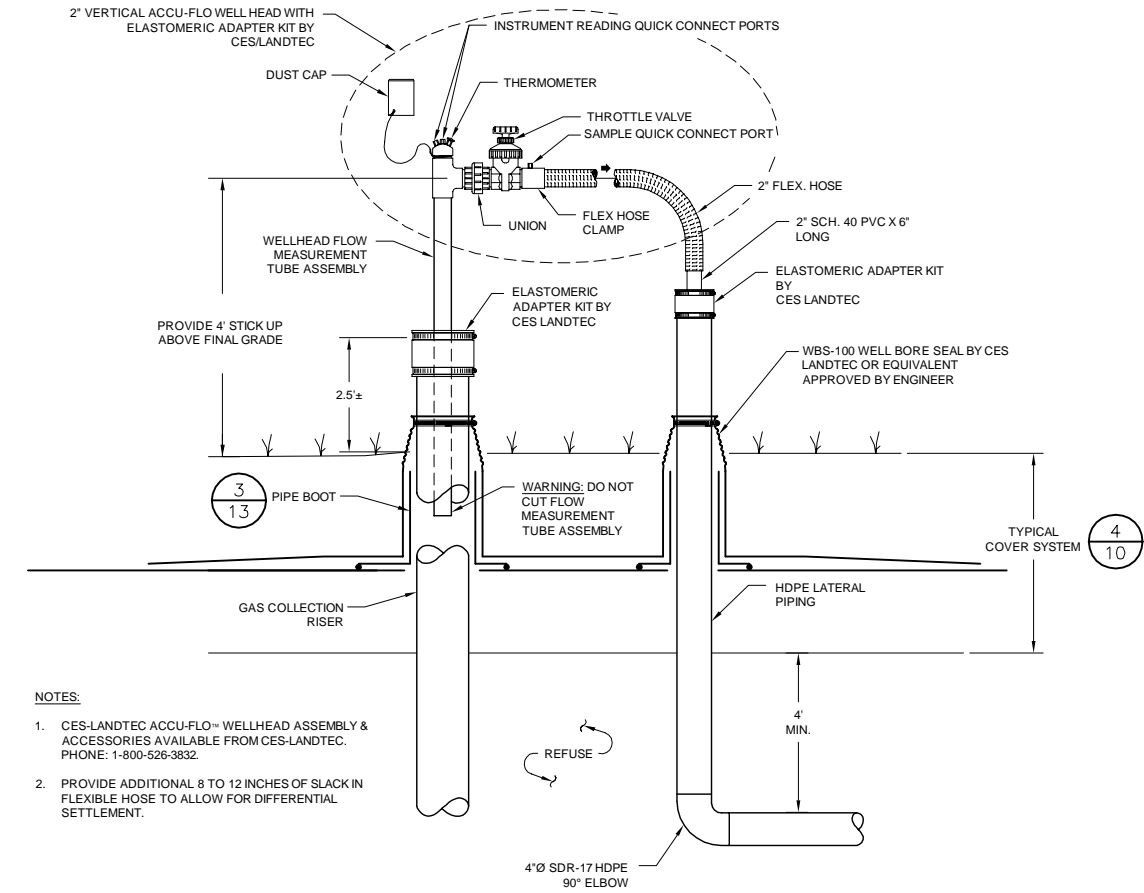 2" VERTICAL ACCU-FLO WELL HEAD WITH
ELASTOMERIC ADAPTER KIT BY
CES/LANDTEC
INSTRUMENT READING QUICK CONNECT PORTS
DUST CAP
THERMOMETER
THROTTLE VALVE
SAMPLE QUICK CONNECT PORT
2" FLEX. HOSE
FLEX HOSE
CLAMP
UNION
2" SCH. 40 PVC X 6"
LONG
WELLHEAD FLOW
MEASUREMENT
TUBE ASSEMBLY
ELASTOMERIC ADAPTER KIT
BY
CES LANDTEC
ELASTOMERIC
ADAPTER KIT BY
CES LANDTEC
PROVIDE 4' STICK UP
ABOVE FINAL GRADE
WBS-100 WELL BORE SEAL BY CES
LANDTEC OR EQUIVALENT
APPROVED BY ENGINEER
2.5'±
3
13
PIPE BOOT
WARNING: DO NOT
CUT FLOW
MEASUREMENT
TUBE ASSEMBLY
TYPICAL
COVER SYSTEM
4
10
GAS COLLECTION
RISER
HDPE LATERAL
PIPING
NOTES:
1. CES-LANDTEC ACCU-FLO™ WELLHEAD ASSEMBLY &
ACCESSORIES AVAILABLE FROM CES-LANDTEC.
PHONE: 1-800-526-3832.
2. PROVIDE ADDITIONAL 8 TO 12 INCHES OF SLACK IN
FLEXIBLE HOSE TO ALLOW FOR DIFFERENTIAL
SETTLEMENT.
REFUSE
4'
MIN.
4"Ø SDR-17 HDPE
90° ELBOW